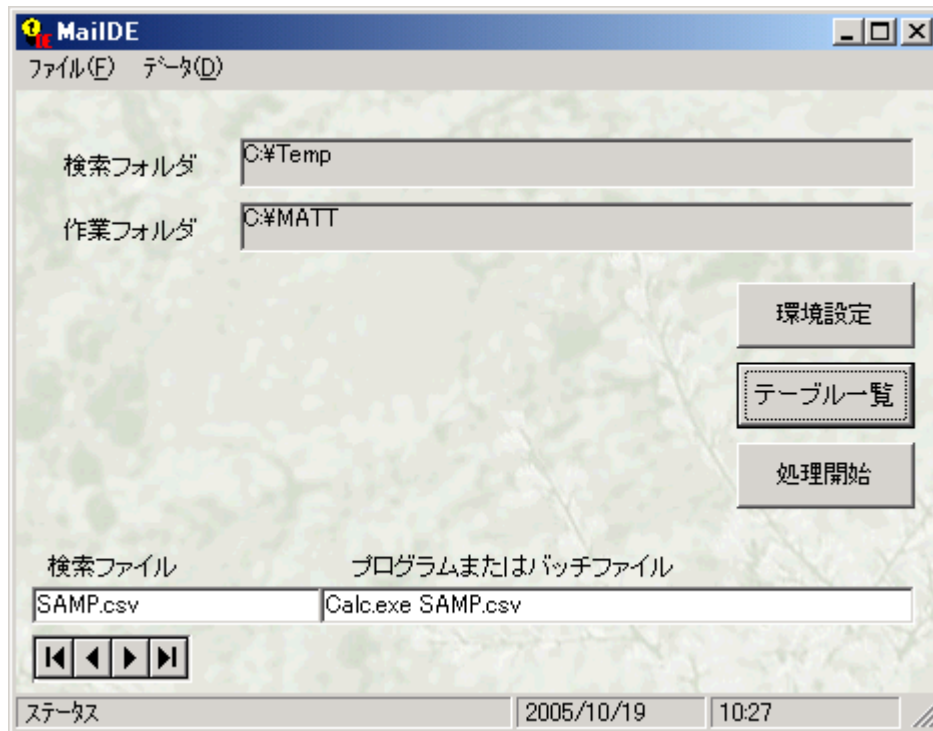 MailDE
ファイル(F) データ(D)
検索フォルダ C:¥Temp
作業フォルダ C:¥MATT
環境設定
テーブル一覧
処理開始
検索ファイル プログラムまたはバッチファイル
SAMP.csv Calc.exe SAMP.csv
ステータス 2005/10/19 10:27